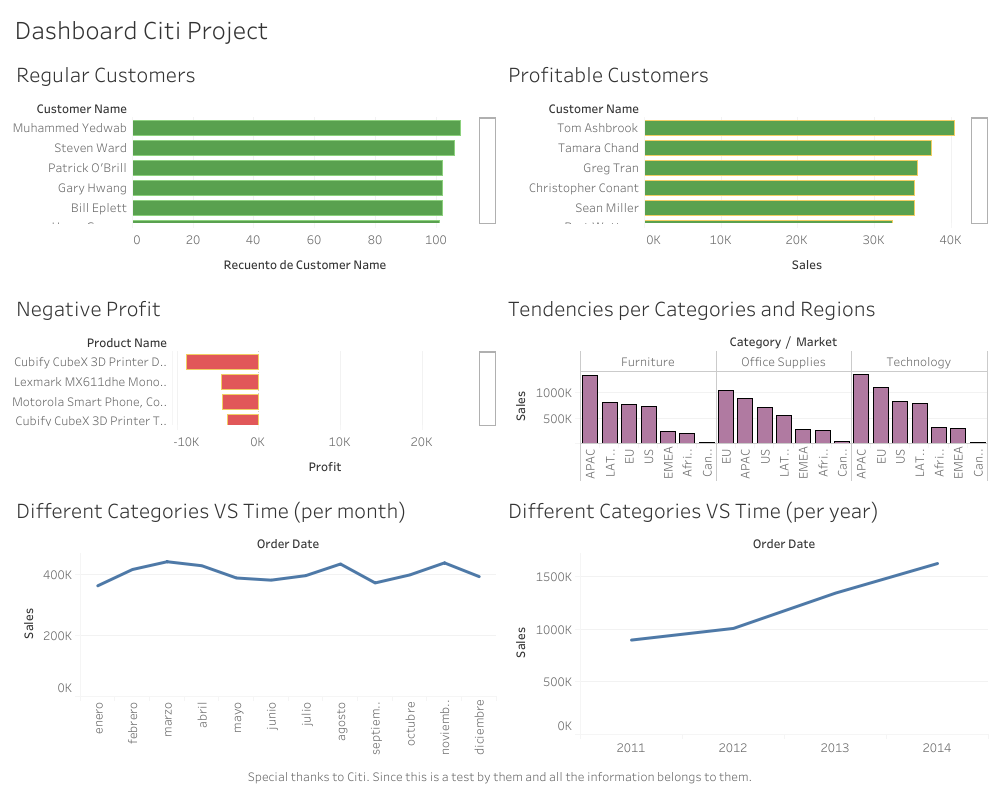 Dashboard Citi Project
Regular Customers
Customer Name
Muhammed Yedwab
Steven Ward
Patrick O'Brill
Gary Hwang
Bill Eplett
0 20 40 60 80 100
Recuento de Customer Name
Profitable Customers
Customer Name
Tom Ashbrook
Tamara Chand
Greg Tran
Christopher Conant
Sean Miller
0K 10K 20K 30K 40K
Sales
Negative Profit
Product Name
Cubify CubeX 3D Printer D..
Lexmark MX611dhe Mono..
Motorola Smart Phone, Co..
Cubify CubeX 3D Printer T..
-10K 0K 10K 20K
Profit
Tendencies per Categories and Regions
Category / Market
Furniture Office Supplies Technology
Sales
1000K
500K
APAC LAT.. EU US EMEA Afri.. Can.. EU APAC US LAT.. EMEA Afri.. Can.. APAC EU US LAT.. Afri.. EMEA Can..
Different Categories VS Time (per month)
Order Date
Sales
400K
200K
0K
enero febrero marzo abril mayo junio julio agosto septiem.. octubre noviemb.. diciembre
Different Categories VS Time (per year)
Order Date
Sales
1500K
1000K
500K
0K
2011 2012 2013 2014
Special thanks to Citi. Since this is a test by them and all the information belongs to them.